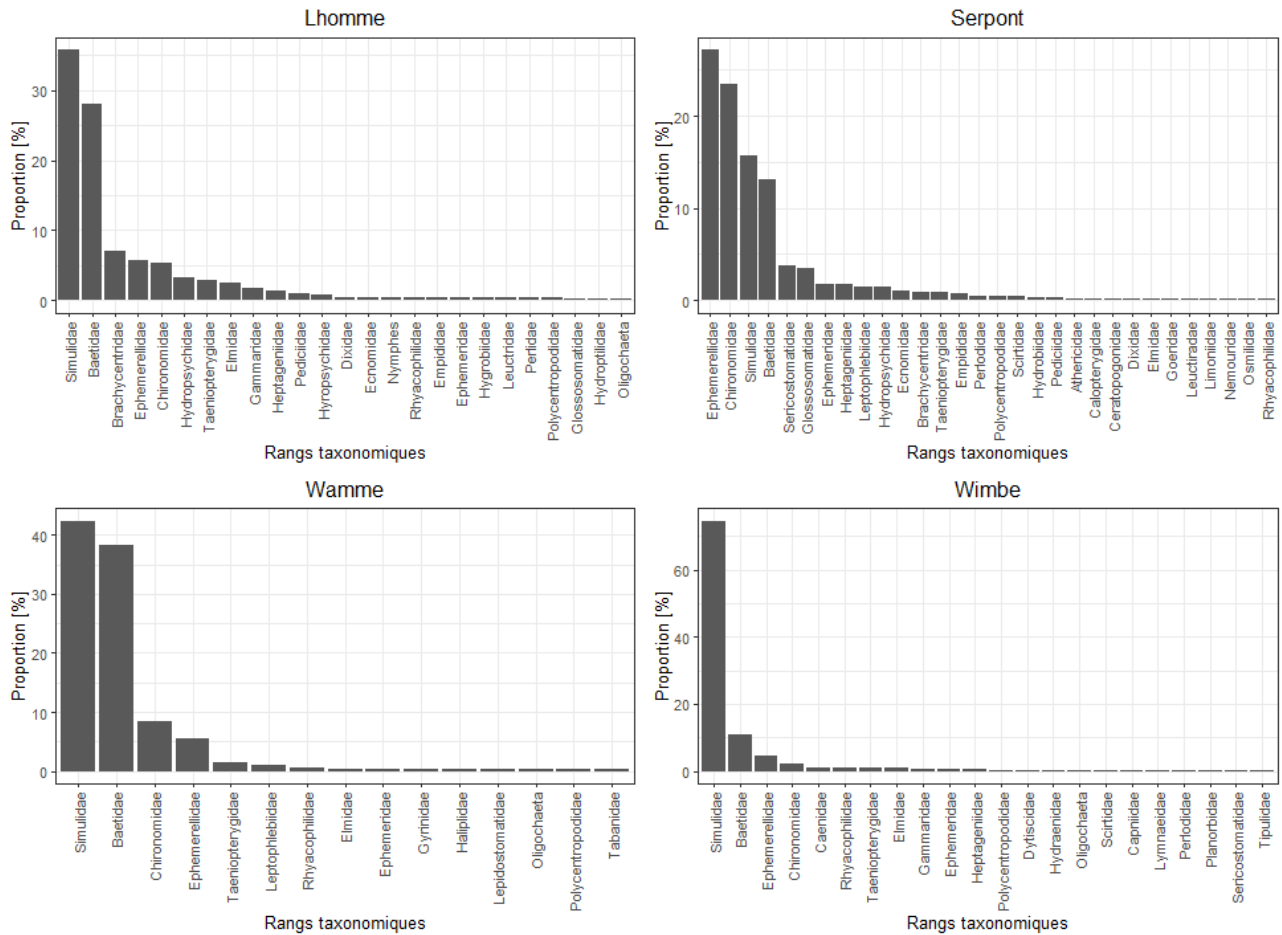 Lhomme
Proportion [%]
30
20
10
0
Simulidae
Baetidae
Brachycentridae
Ephemerellidae
Chironomidae
Hydropsychidae
Taeniopterygidae
Elmidae
Gammaridae
Heptageniidae
Pediciidae
Hyropsychidae
Dixidae
Ecnomidae
Nymphes
Rhyacophilidae
Empididae
Ephemeridae
Hygrobiidae
Leuctridae
Perlidae
Polycentropodidae
Glossosomatidae
Hydroptilidae
Oligochaeta
Rangs taxonomiques
Serpont
Proportion [%]
20
10
0
Ephemerellidae
Chironomidae
Simulidae
Baetidae
Sericostomatidae
Glossosomatidae
Ephemeridae
Heptageniidae
Leptophlebiidae
Hydropsychidae
Ecnomidae
Brachycentridae
Taeniopterygidae
Empididae
Perlodidae
Polycentropodidae
Scirtidae
Hydrobiidae
Pediciidae
Athericidae
Calopterygidae
Ceratopogonidae
Dixidae
Elmidae
Goeridae
Leuctiradae
Limoniidae
Nemouridae
Osmilidae
Rhyacophilidae
Rangs taxonomiques
Wamme
Proportion [%]
40
30
20
10
0
Simulidae
Baetidae
Chironomidae
Ephemerellidae
Taeniopterygidae
Leptophlebiidae
Rhyacophilidae
Elmidae
Ephemeridae
Gyrinidae
Haliplidae
Lepidostomatidae
Oligochaeta
Polycentropodidae
Tabanidae
Rangs taxonomiques
Wimbe
Proportion [%]
60
40
20
0
Simulidae
Baetidae
Ephemerellidae
Chironomidae
Caenidae
Rhyacophilidae
Taeniopterygidae
Elmidae
Gammaridae
Ephemeridae
Heptageniidae
Polycentropodidae
Dytiscidae
Hydraenidae
Oligochaeta
Scirtidae
Capniidae
Lymnaeidae
Perlodidae
Planorbidae
Sericostomatidae
Tipulidae
Rangs taxonomiques